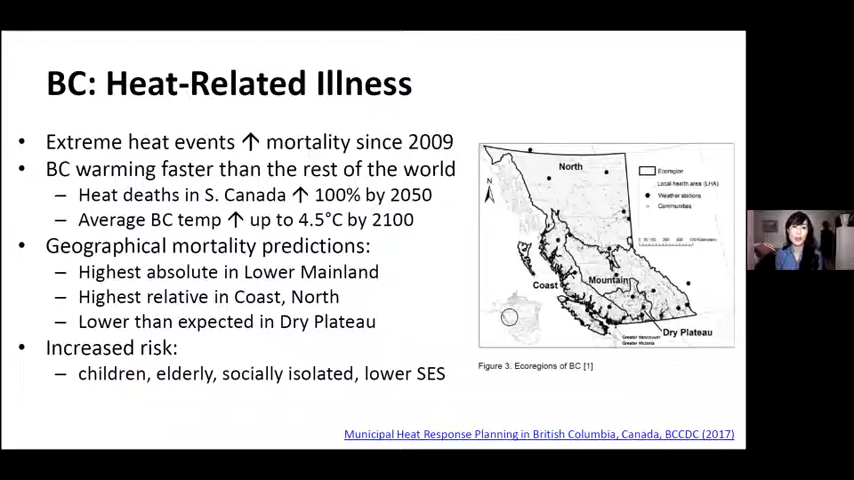 BC: Heat-Related Illness
• Extreme heat events ↑ mortality since 2009
• BC warming faster than the rest of the world
– Heat deaths in S. Canada ↑ 100% by 2050
– Average BC temp ↑ up to 4.5°C by 2100
• Geographical mortality predictions:
– Highest absolute in Lower Mainland
– Highest relative in Coast, North
– Lower than expected in Dry Plateau
• Increased risk:
– children, elderly, socially isolated, lower SES
North
N
Ecoregion
Local health area (LHA)
Weather stations
Communities
Coast
Mountain
Dry Plateau
Greater Vancouver
Greater Victoria
Figure 3. Ecoregions of BC [1]
Municipal Heat Response Planning in British Columbia, Canada, BCCDC (2017)